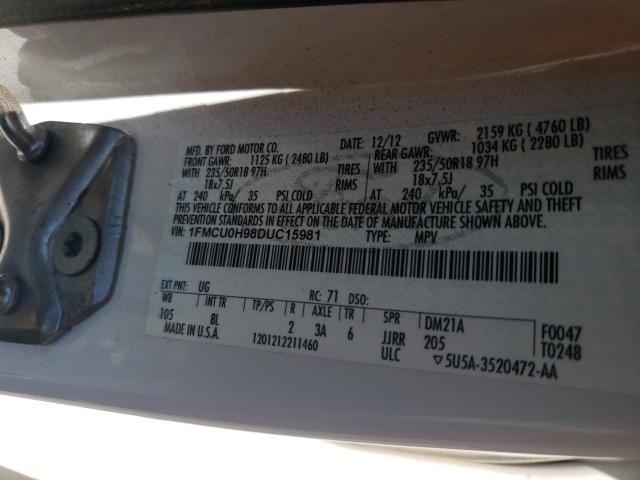 MFD. BY FORD MOTOR CO. DATE: 12/12 GVWR: 2159 KG ( 4760 LB)
FRONT GAWR: 1125 KG ( 2480 LB) REAR GAWR: 1034 KG ( 2280 LB)
WITH 235/50R18 97H TIRES WITH 235/50R18 97H TIRES
18x7.5J RIMS 18x7.5J RIMS
AT 240 kPa/ 35 PSI COLD AT 240 kPa/ 35 PSI COLD
THIS VEHICLE CONFORMS TO ALL APPLICABLE FEDERAL MOTOR VEHICLE SAFETY AND THEFT
PREVENTION STANDARDS IN EFFECT ON THE DATE OF MANUFACTURE SHOWN ABOVE.
VIN: 1FMCU0H98DUC15981 TYPE: MPV
EXT PNT: UG RC: 71 DSO:
WB INT TR TP/PS R AXLE TR SPR DM21A F0047
105 8L 2 3A 6 JJRR 205 T0248
MADE IN U.S.A. 1201212211460 ULC ▽5U5A-3520472-AA